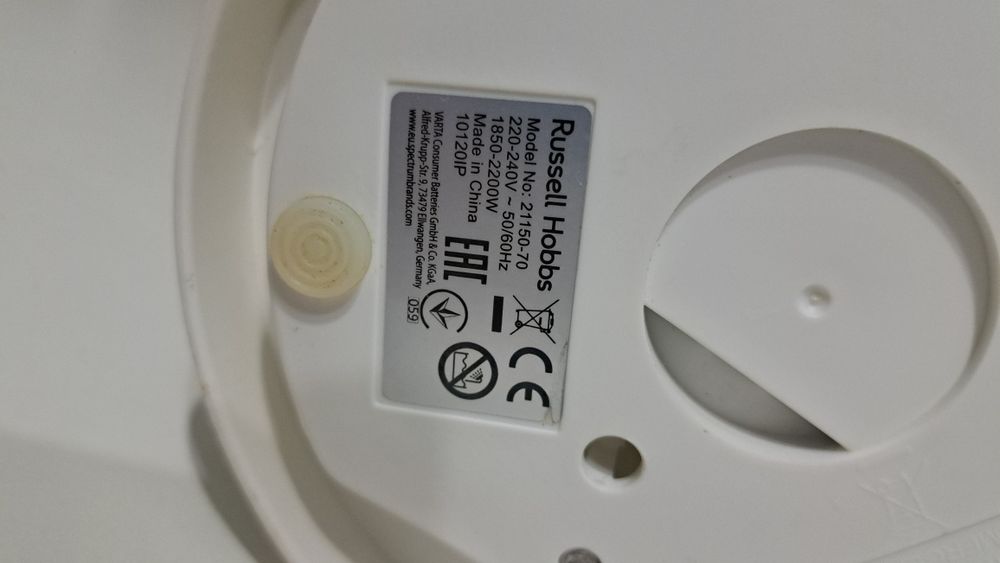 Russell Hobbs
Model No: 21150-70
220-240V ~ 50/60Hz
1850-2200W
Made in China
10120IP
VARTA Consumer Batteries GmbH & Co. KGaA,
Alfred-Krupp-Str. 9, 73479 Ellwangen, Germany
www.eu.spectrumbrands.com
CE
EAC
059